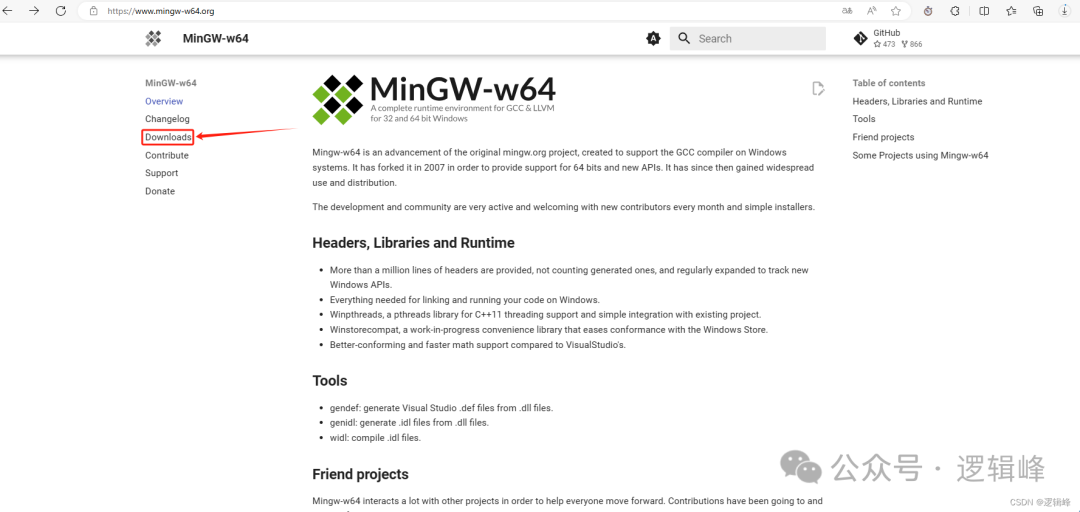 https://www.mingw-w64.org
MinGW-w64
Search
GitHub
473 866
MinGW-w64
Overview
Changelog
Downloads
Contribute
Support
Donate
MinGW-w64
A complete runtime environment for GCC & LLVM
for 32 and 64 bit Windows
Mingw-w64 is an advancement of the original mingw.org project, created to support the GCC compiler on Windows
systems. It has forked it in 2007 in order to provide support for 64 bits and new APIs. It has since then gained widespread
use and distribution.
The development and community are very active and welcoming with new contributors every month and simple installers.
Headers, Libraries and Runtime
• More than a million lines of headers are provided, not counting generated ones, and regularly expanded to track new
Windows APIs.
• Everything needed for linking and running your code on Windows.
• Winpthreads, a pthreads library for C++11 threading support and simple integration with existing project.
• Winstorecompat, a work-in-progress convenience library that eases conformance with the Windows Store.
• Better-conforming and faster math support compared to VisualStudio's.
Tools
• gendef: generate Visual Studio .def files from .dll files.
• genidl: generate .idl files from .dll files.
• widl: compile .idl files.
Friend projects
Mingw-w64 interacts a lot with other projects in order to help everyone move forward. Contributions have been going to and
Table of contents
Headers, Libraries and Runtime
Tools
Friend projects
Some Projects using Mingw-w64
公众号 · 逻辑峰
CSDN @逻辑峰